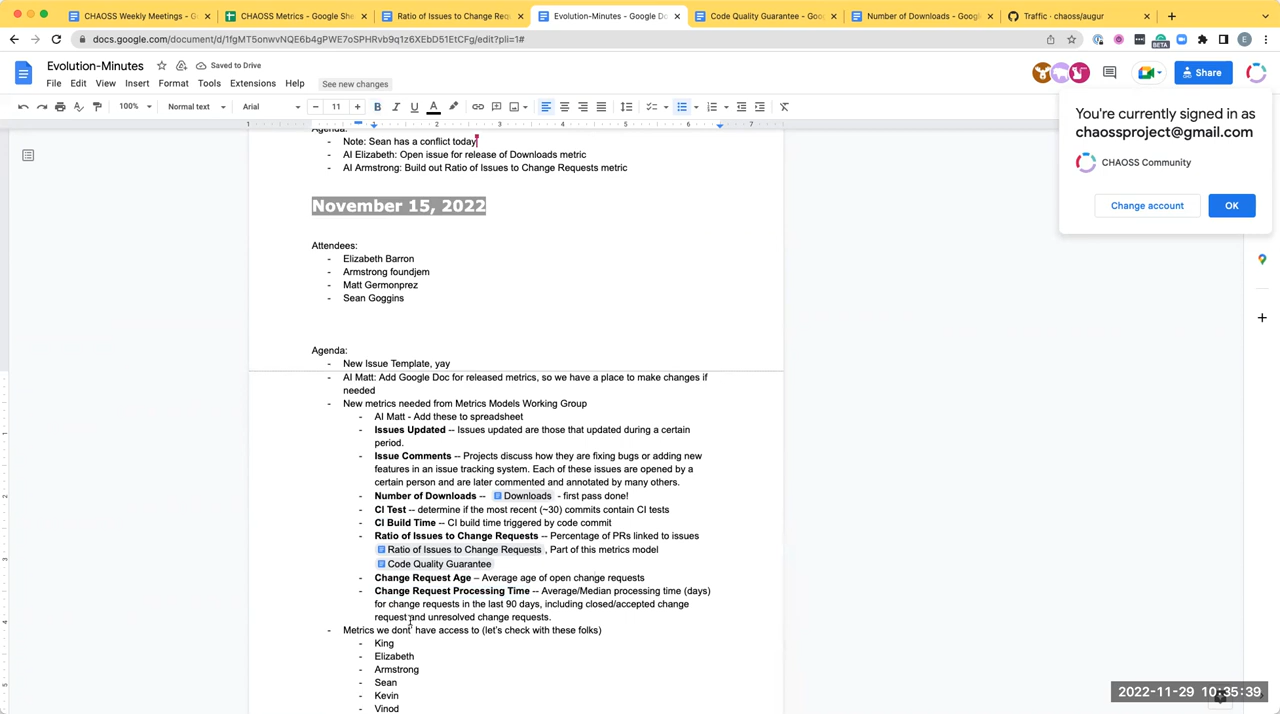 CHAOSS Weekly Meetings - G
CHAOSS Metrics - Google She
Ratio of Issues to Change Requ
Evolution-Minutes - Google Do
Code Quality Guarantee - Goog
Number of Downloads - Google
Traffic · chaoss/augur
docs.google.com/document/d/1fgMT5onwvNQE6b4gPWE7oSPHRvb9q1z6XEbD51EtCFg/edit?pli=1#
BETA
E
Evolution-Minutes
Saved to Drive
File Edit View Insert Format Tools Extensions Help
See new changes
Share
100%
Normal text
Arial
11
B I U A
1 1 2 3 4 5 6 7
You're currently signed in as
chaossproject@gmail.com
CHAOSS Community
Change account
OK
Agenda:
- Note: Sean has a conflict today
- AI Elizabeth: Open issue for release of Downloads metric
- AI Armstrong: Build out Ratio of Issues to Change Requests metric
November 15, 2022
Attendees:
- Elizabeth Barron
- Armstrong foundjem
- Matt Germonprez
- Sean Goggins
Agenda:
- New Issue Template, yay
- AI Matt: Add Google Doc for released metrics, so we have a place to make changes if
needed
- New metrics needed from Metrics Models Working Group
- AI Matt - Add these to spreadsheet
- Issues Updated -- Issues updated are those that updated during a certain
period.
- Issue Comments -- Projects discuss how they are fixing bugs or adding new
features in an issue tracking system. Each of these issues are opened by a
certain person and are later commented and annotated by many others.
- Number of Downloads -- Downloads - first pass done!
- CI Test -- determine if the most recent (~30) commits contain CI tests
- CI Build Time -- CI build time triggered by code commit
- Ratio of Issues to Change Requests -- Percentage of PRs linked to issues
Ratio of Issues to Change Requests , Part of this metrics model
Code Quality Guarantee
- Change Request Age -- Average age of open change requests
- Change Request Processing Time -- Average/Median processing time (days)
for change requests in the last 90 days, including closed/accepted change
request and unresolved change requests.
- Metrics we dont' have access to (let's check with these folks)
- King
- Elizabeth
- Armstrong
- Sean
- Kevin
- Vinod
2022-11-29 10:35:39